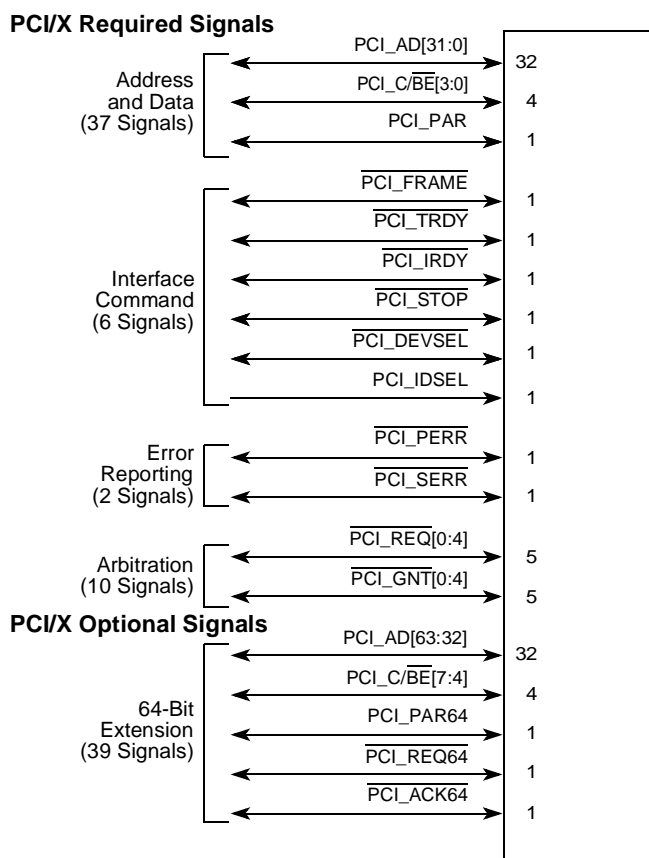 PCI/X Required Signals
Address
and Data
(37 Signals)
PCI_AD[31:0]
32
PCI_C/BE[3:0]
4
PCI_PAR
1
Interface
Command
(6 Signals)
PCI_FRAME
1
PCI_TRDY
1
PCI_IRDY
1
PCI_STOP
1
PCI_DEVSEL
1
PCI_IDSEL
1
Error
Reporting
(2 Signals)
PCI_PERR
1
PCI_SERR
1
Arbitration
(10 Signals)
PCI_REQ[0:4]
5
PCI_GNT[0:4]
5
PCI/X Optional Signals
64-Bit
Extension
(39 Signals)
PCI_AD[63:32]
32
PCI_C/BE[7:4]
4
PCI_PAR64
1
PCI_REQ64
1
PCI_ACK64
1